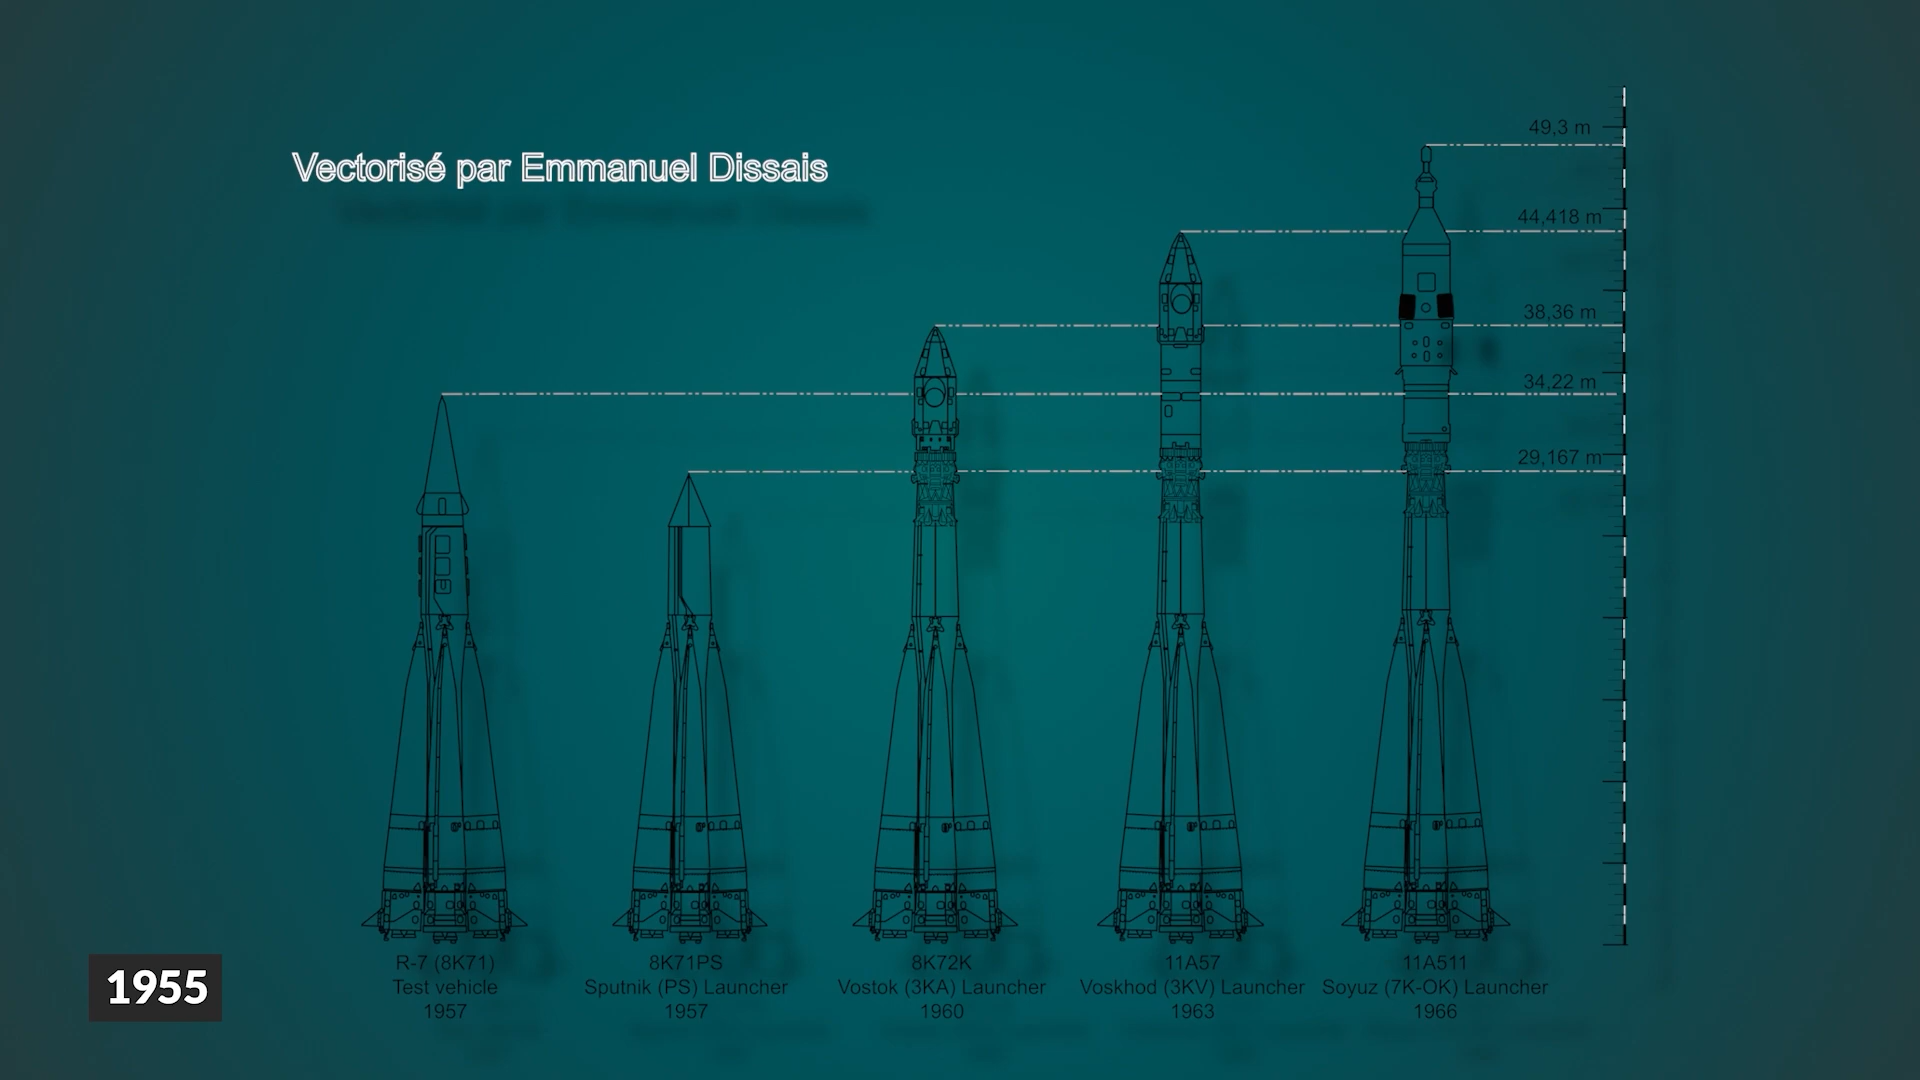 Vectorisé par Emmanuel Dissais
49,3 m
44,418 m
38,36 m
34,22 m
29,167 m
R-7 (8K71)
Test vehicle
1957
8K71PS
Sputnik (PS) Launcher
1957
8K72K
Vostok (3KA) Launcher
1960
11A57
Voskhod (3KV) Launcher
1963
11A511
Soyuz (7K-OK) Launcher
1966
1955